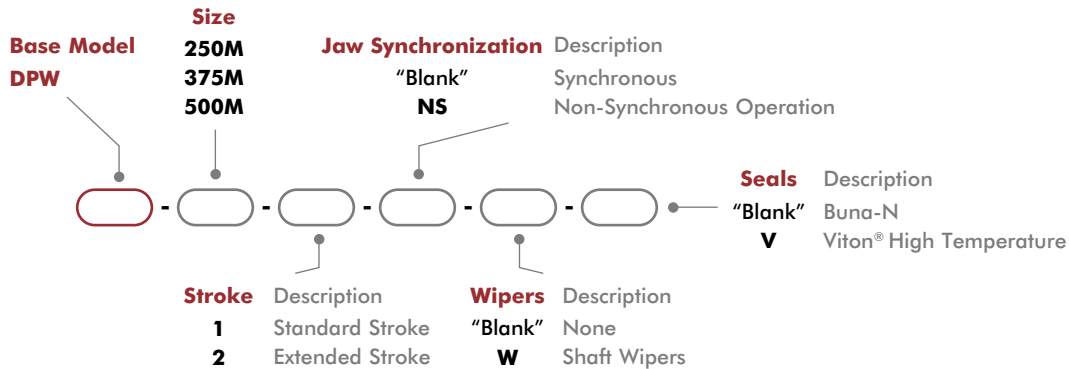 Size
Base Model
DPW
250M
375M
500M
Jaw Synchronization Description
“Blank” Synchronous
NS Non-Synchronous Operation
- - - - -
Seals Description
“Blank” Buna-N
V Viton® High Temperature
Stroke Description
1 Standard Stroke
2 Extended Stroke
Wipers Description
“Blank” None
W Shaft Wipers